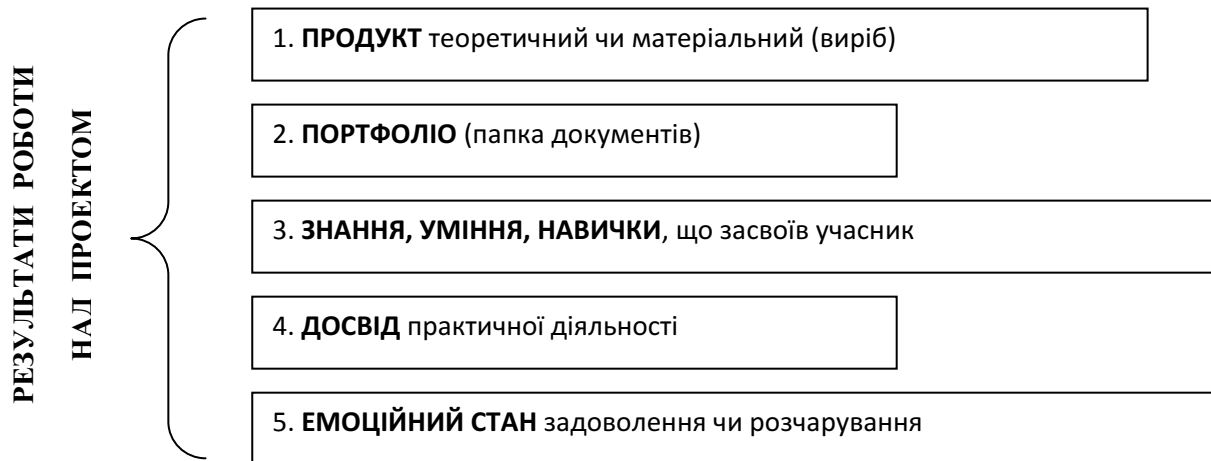 РЕЗУЛЬТАТИ РОБОТИ
НАД ПРОЕКТОМ
1. ПРОДУКТ теоретичний чи матеріальний (виріб)
2. ПОРТФОЛІО (папка документів)
3. ЗНАННЯ, УМІННЯ, НАВИЧКИ, що засвоїв учасник
4. ДОСВІД практичної діяльності
5. ЕМОЦІЙНИЙ СТАН задоволення чи розчарування